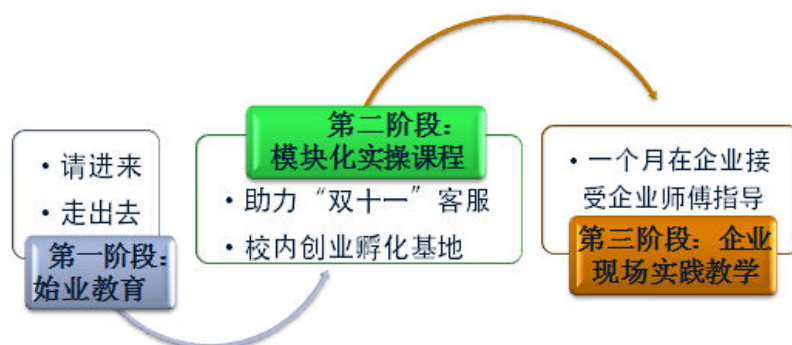 • 请进来
• 走出去
第一阶段：
始业教育
第二阶段：
模块化实操课程
• 助力“双十一”客服
• 校内创业孵化基地
• 一个月在企业接
受企业师傅指导
第三阶段：企业
现场实践教学